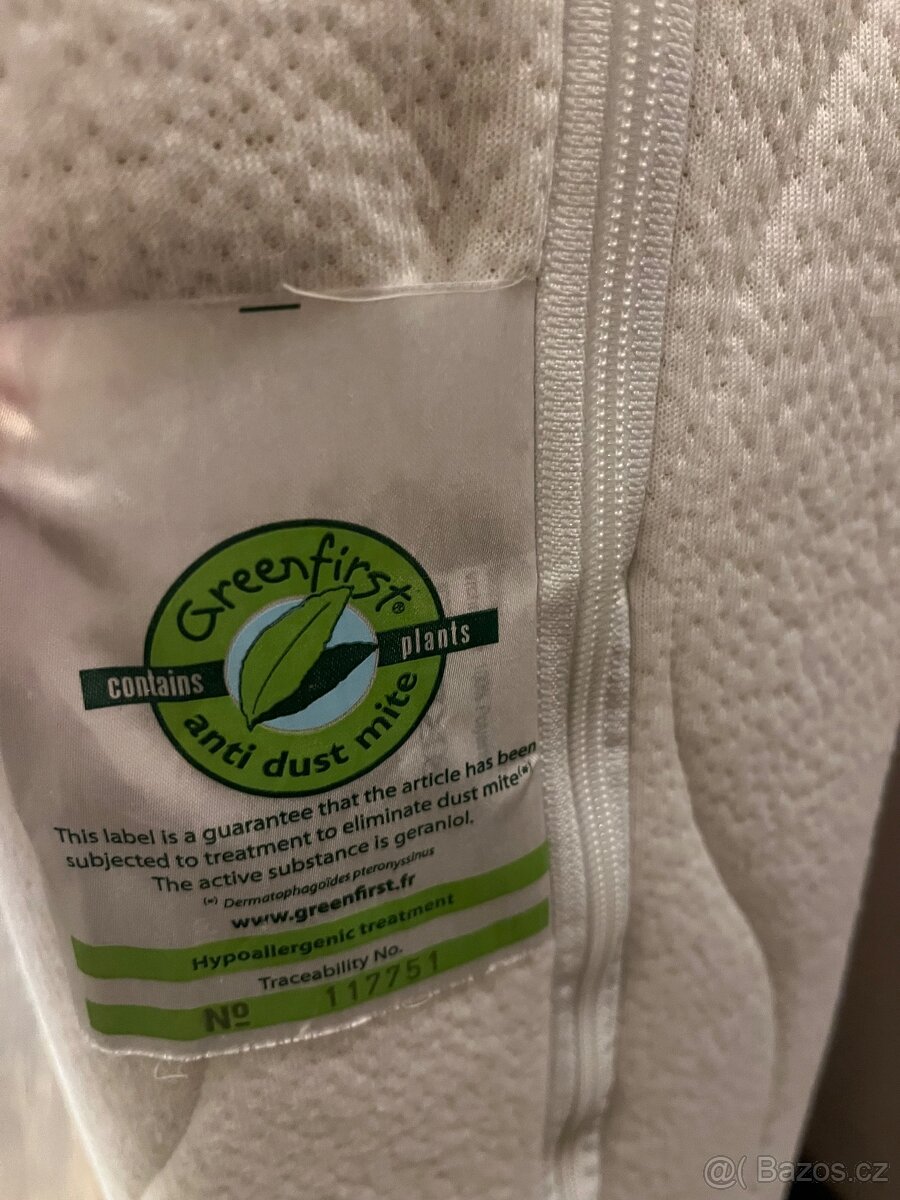 Greenfirst®
contains plants
anti dust mite
This label is a guarantee that the article has been
subjected to treatment to eliminate dust mite(*)
The active substance is geraniol.
(*) Dermatophagoïdes pteronyssinus
www.greenfirst.fr
Hypoallergenic treatment
Traceability No.
Nº 117751
@( Bazos.cz